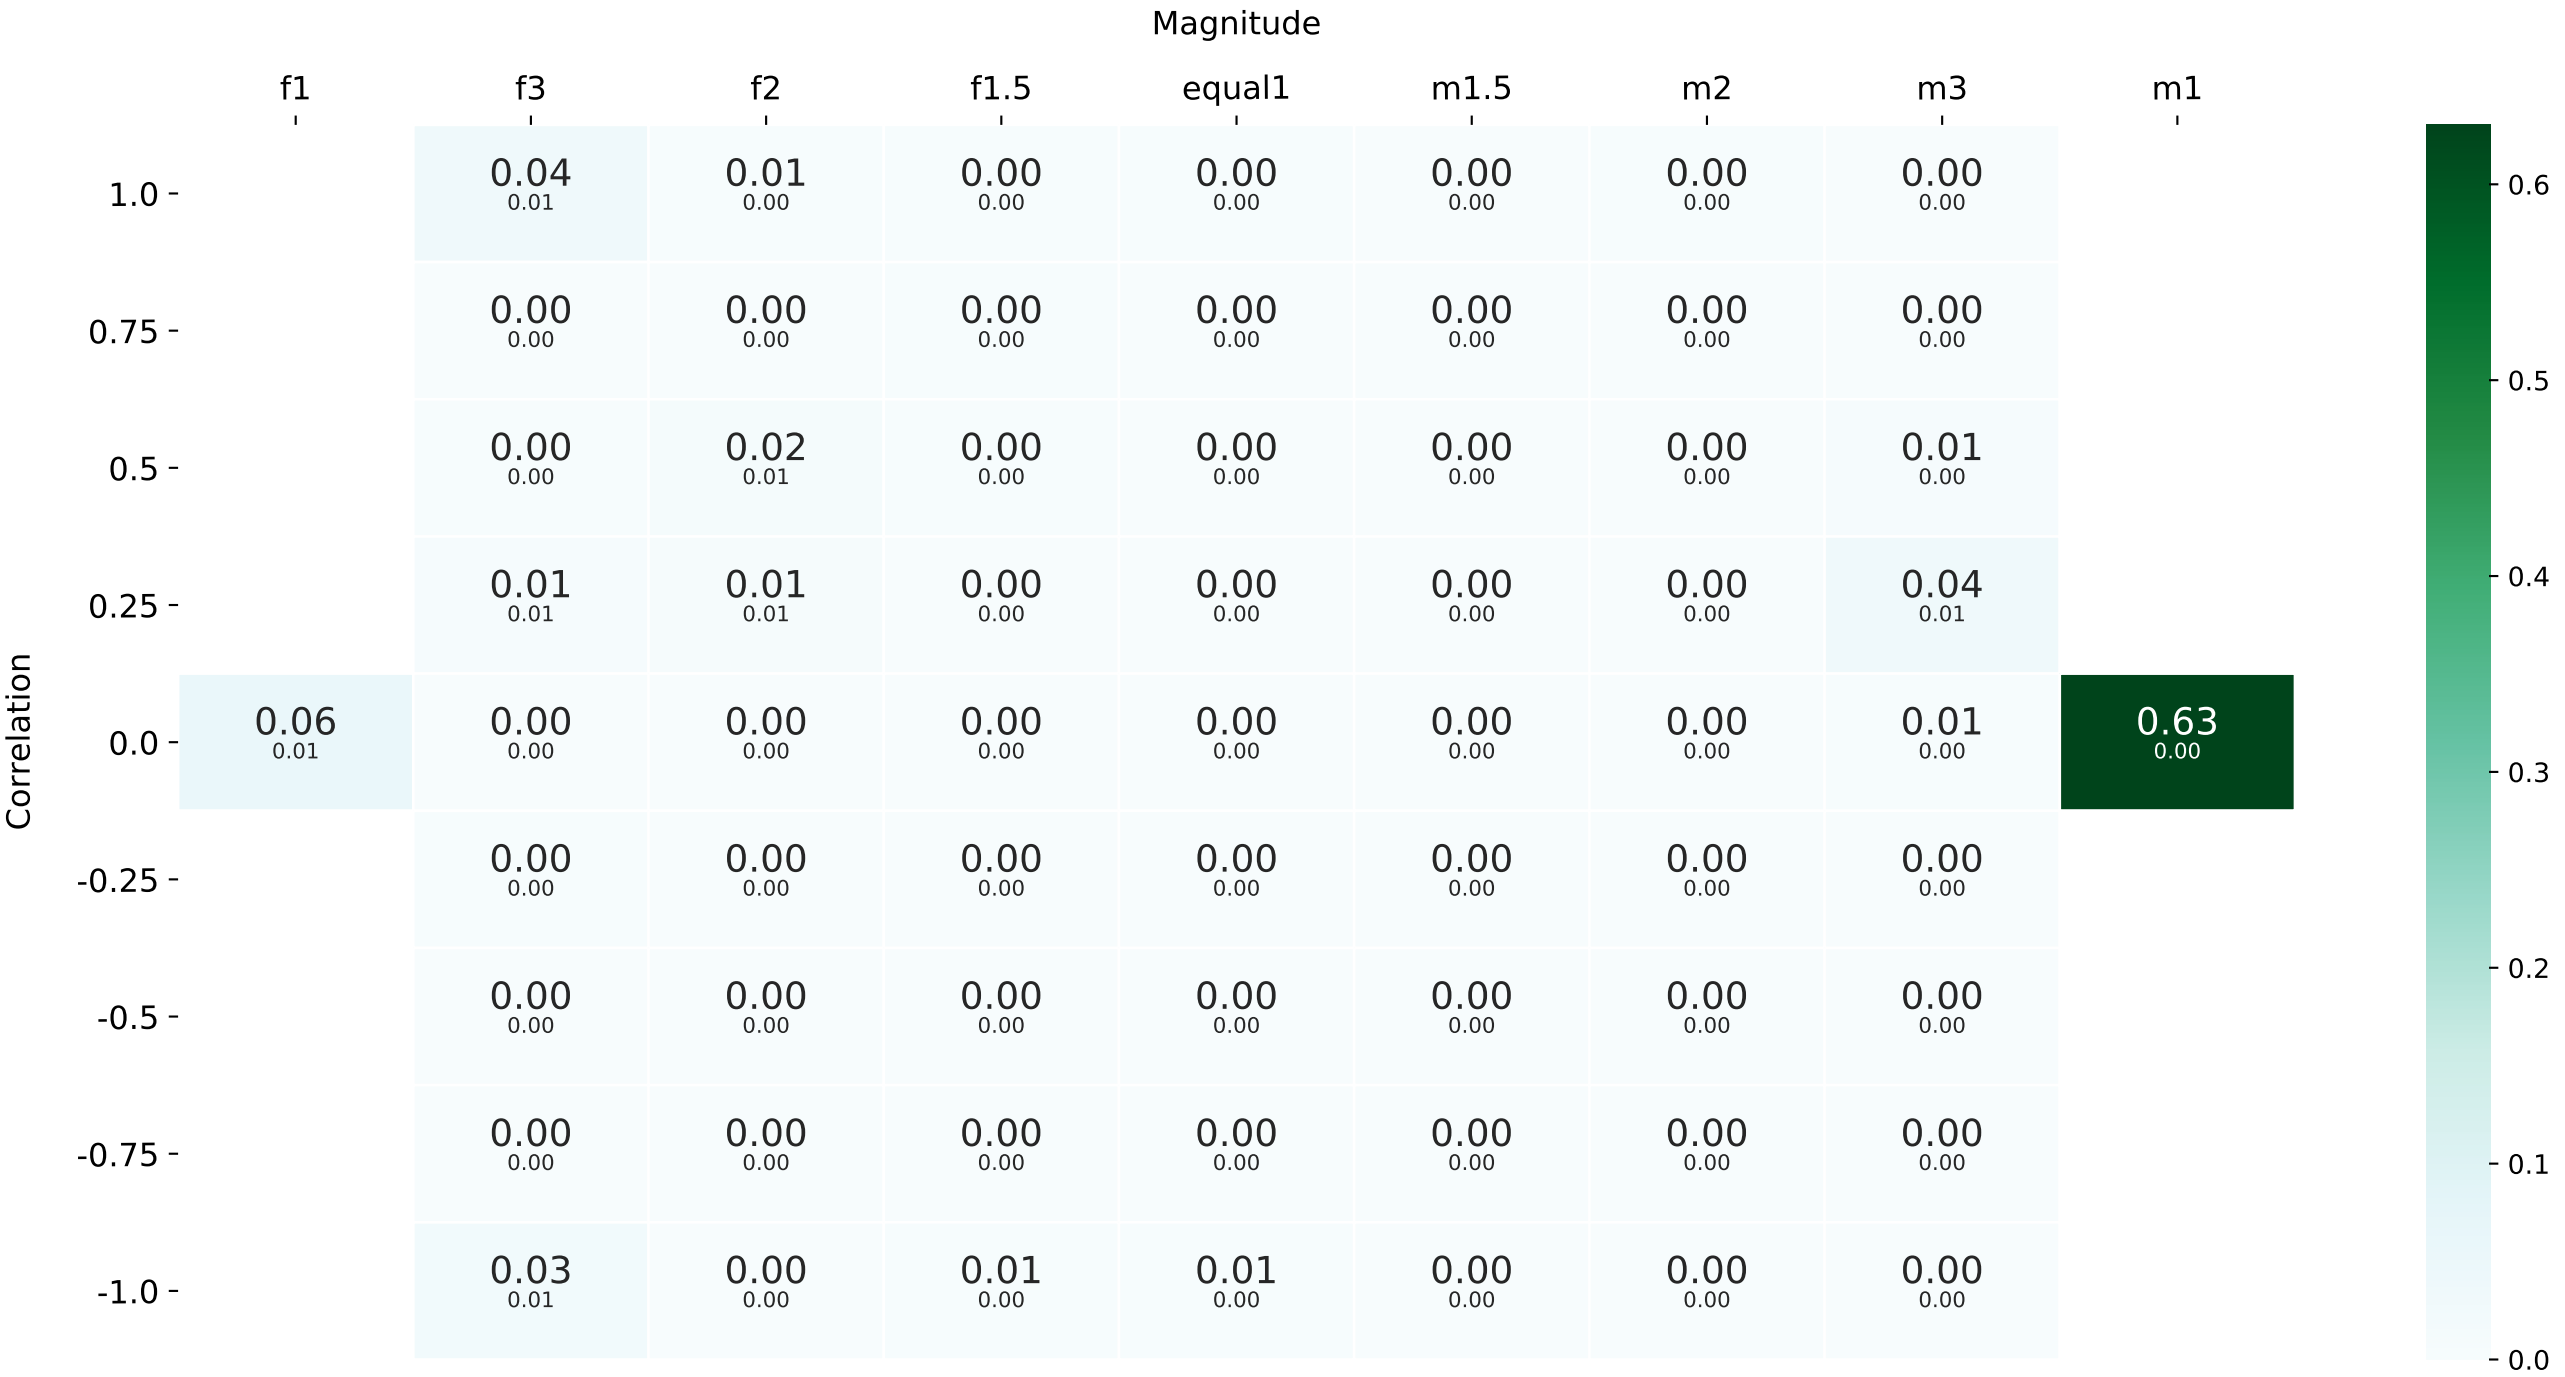 Magnitude
f1 f3 f2 f1.5 equal1 m1.5 m2 m3 m1
1.0 0.04 0.01 0.00 0.00 0.00 0.00 0.00 0.6
0.01 0.00 0.00 0.00 0.00 0.00 0.00
0.75 0.00 0.00 0.00 0.00 0.00 0.00 0.00
0.00 0.00 0.00 0.00 0.00 0.00 0.00 0.5
0.5 0.00 0.02 0.00 0.00 0.00 0.00 0.01
0.00 0.01 0.00 0.00 0.00 0.00 0.00
0.25 0.01 0.01 0.00 0.00 0.00 0.00 0.04 0.4
0.01 0.01 0.00 0.00 0.00 0.00 0.01
Correlation
0.0 0.06 0.00 0.00 0.00 0.00 0.00 0.00 0.01 0.63
0.01 0.00 0.00 0.00 0.00 0.00 0.00 0.00 0.00 0.3
-0.25 0.00 0.00 0.00 0.00 0.00 0.00 0.00
0.00 0.00 0.00 0.00 0.00 0.00 0.00
-0.5 0.00 0.00 0.00 0.00 0.00 0.00 0.00 0.2
0.00 0.00 0.00 0.00 0.00 0.00 0.00
-0.75 0.00 0.00 0.00 0.00 0.00 0.00 0.00
0.00 0.00 0.00 0.00 0.00 0.00 0.00 0.1
-1.0 0.03 0.00 0.01 0.01 0.00 0.00 0.00
0.01 0.00 0.00 0.00 0.00 0.00 0.00
0.0